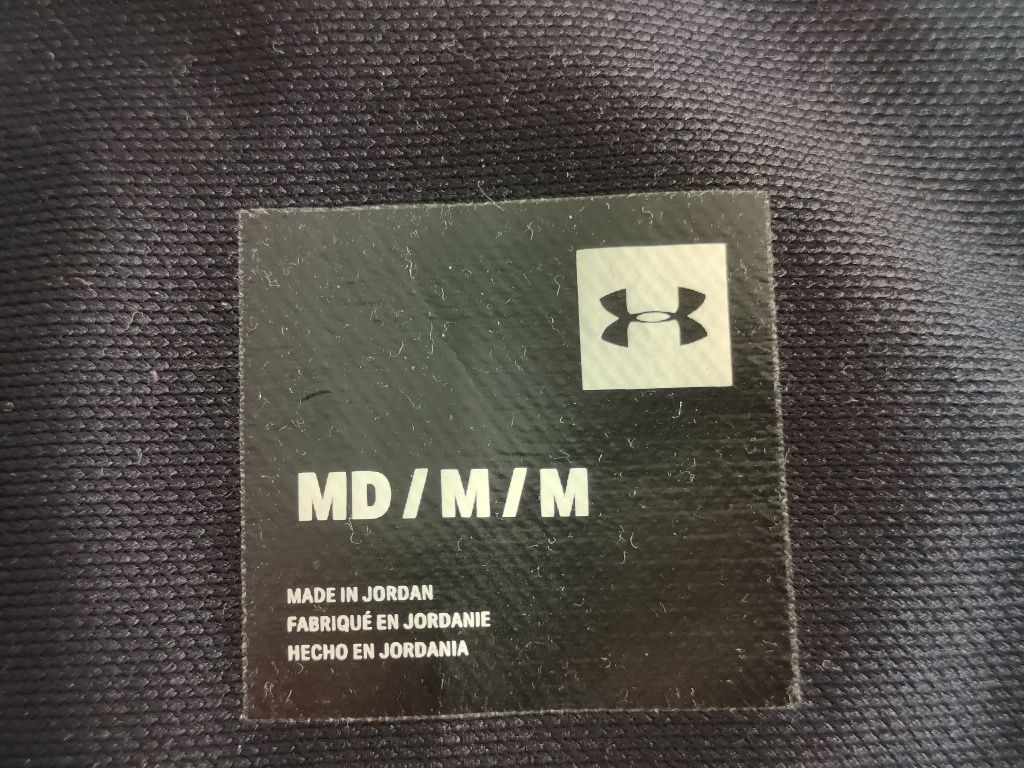 MD / M / M
MADE IN JORDAN
FABRIQUÉ EN JORDANIE
HECHO EN JORDANIA